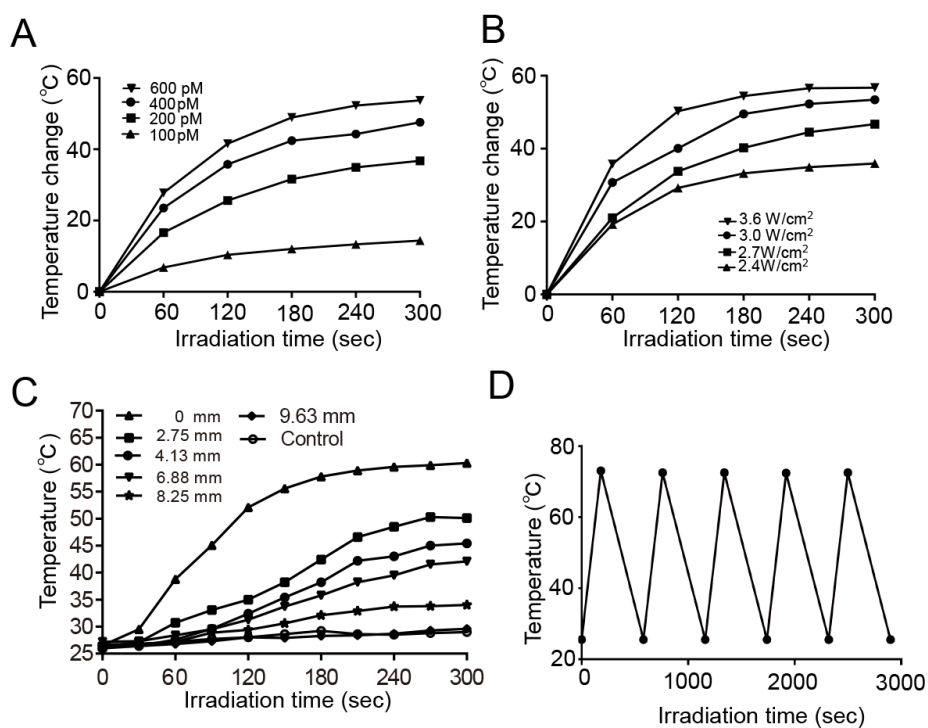 A
Temperature change (℃)
60
40
20
0
600 pM
400pM
200 pM
100pM
0 60 120 180 240 300
Irradiation time (sec)
B
Temperature change (℃)
60
40
20
0
3.6 W/cm²
3.0 W/cm²
2.7W/cm²
2.4W/cm²
0 60 120 180 240 300
Irradiation time (sec)
C
Temperature (℃)
70
65
60
55
50
45
40
35
30
25
0 mm
2.75 mm
4.13 mm
6.88 mm
8.25 mm
9.63 mm
Control
0 60 120 180 240 300
Irradiation time (sec)
D
Temperature (℃)
80
60
40
20
0 1000 2000 3000
Irradiation time (sec)